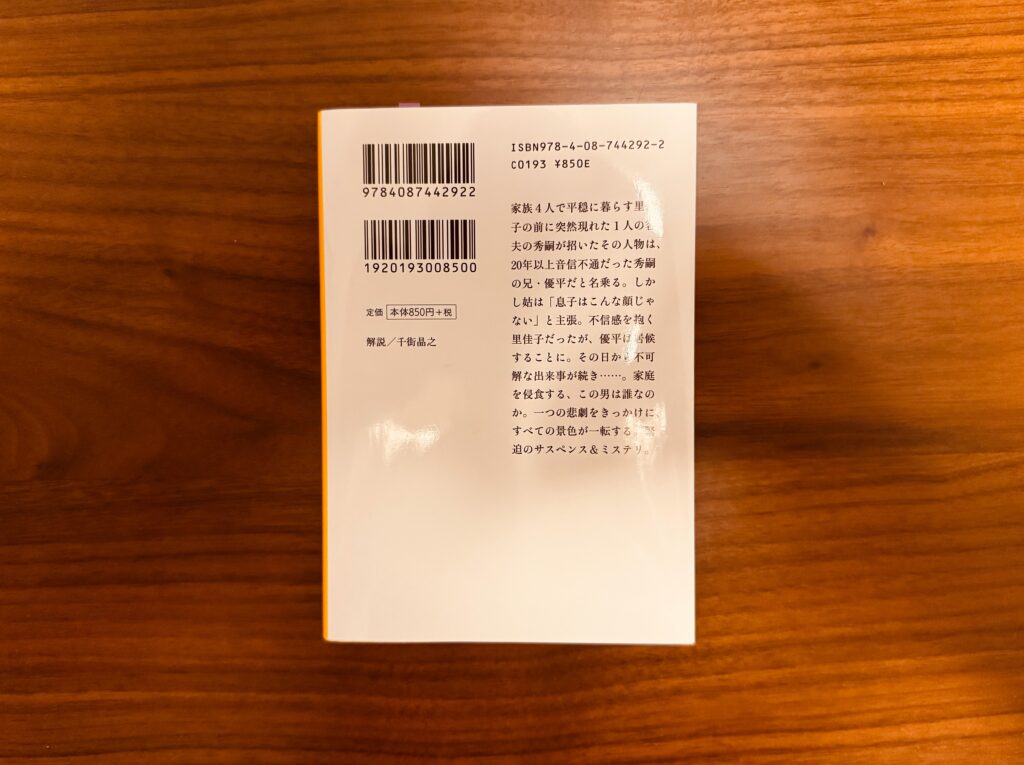 9784087442922
1920193008500
定価 本体850円+税
解説/千街晶之
ISBN978-4-08-744292-2
C0193 ¥850E
家族4人で平穏に暮らす里
子の前に突然現れた1人の
夫の秀嗣が招いたその人物は、
20年以上音信不通だった秀嗣
の兄・優平だと名乗る。しか
し姑は「息子はこんな顔じゃ
ない」と主張。不信感を抱く
里佳子だったが、優平は居候
することに。その日から不可
解な出来事が続き……。家庭
を侵食する、この男は誰なの
か。一つの悲劇をきっかけに、
すべての景色が一転する。
迫のサスペンス&ミステリ。